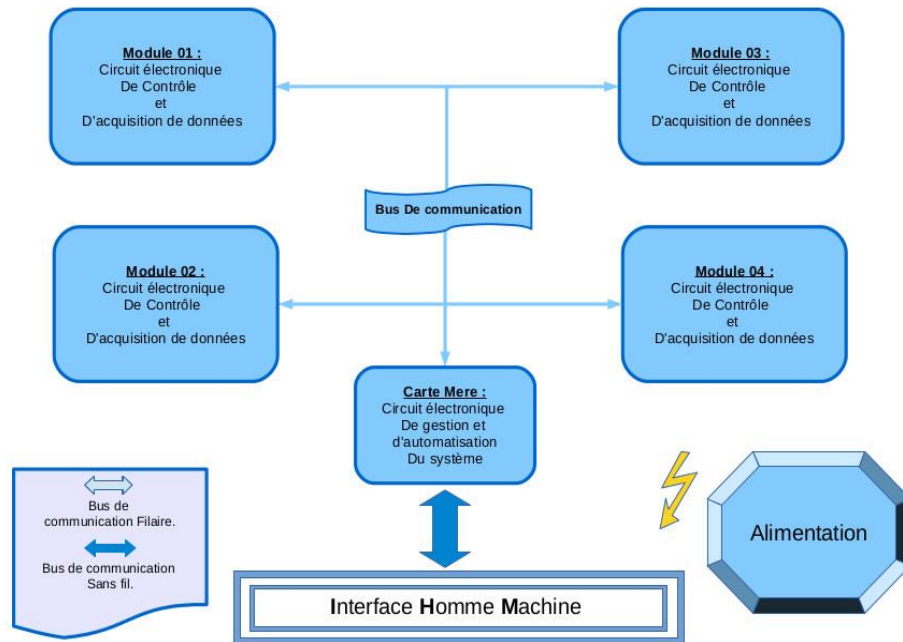 Module 01 :
Circuit électronique
De Contrôle
et
D'acquisition de données
Module 03 :
Circuit électronique
De Contrôle
et
D'acquisition de données
Bus De communication
Module 02 :
Circuit électronique
De Contrôle
et
D'acquisition de données
Module 04 :
Circuit électronique
De Contrôle
et
D'acquisition de données
Carte Mere :
Circuit électronique
De gestion et
d'automatisation
Du système
Bus de
communication Filaire.
Bus de communication
Sans fil.
Alimentation
Interface Homme Machine